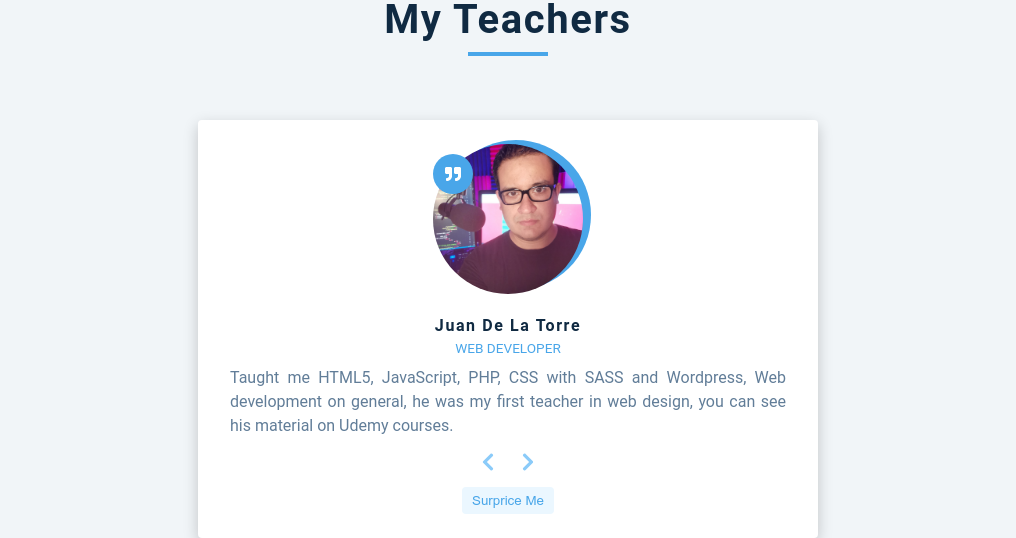 My Teachers
Juan De La Torre
WEB DEVELOPER
Taught me HTML5, JavaScript, PHP, CSS with SASS and Wordpress, Web
development on general, he was my first teacher in web design, you can see
his material on Udemy courses.
Surprice Me